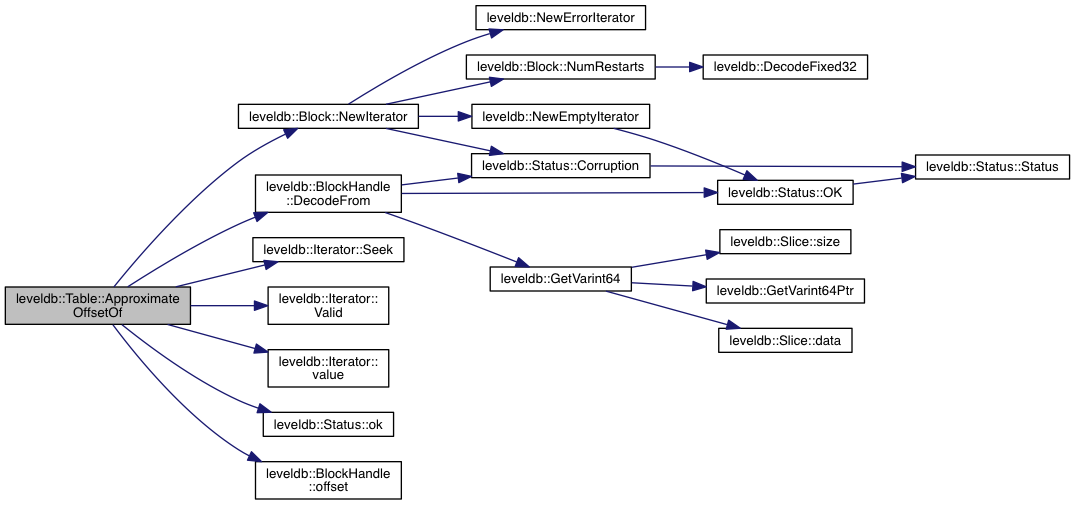 leveldb::NewErrorIterator
leveldb::Block::NumRestarts
leveldb::DecodeFixed32
leveldb::Block::NewIterator
leveldb::NewEmptyIterator
leveldb::Status::Corruption
leveldb::Status::Status
leveldb::BlockHandle
::DecodeFrom
leveldb::Status::OK
leveldb::Iterator::Seek
leveldb::Slice::size
leveldb::GetVarint64
leveldb::GetVarint64Ptr
leveldb::Table::Approximate
OffsetOf
leveldb::Iterator::
Valid
leveldb::Slice::data
leveldb::Iterator::
value
leveldb::Status::ok
leveldb::BlockHandle
::offset